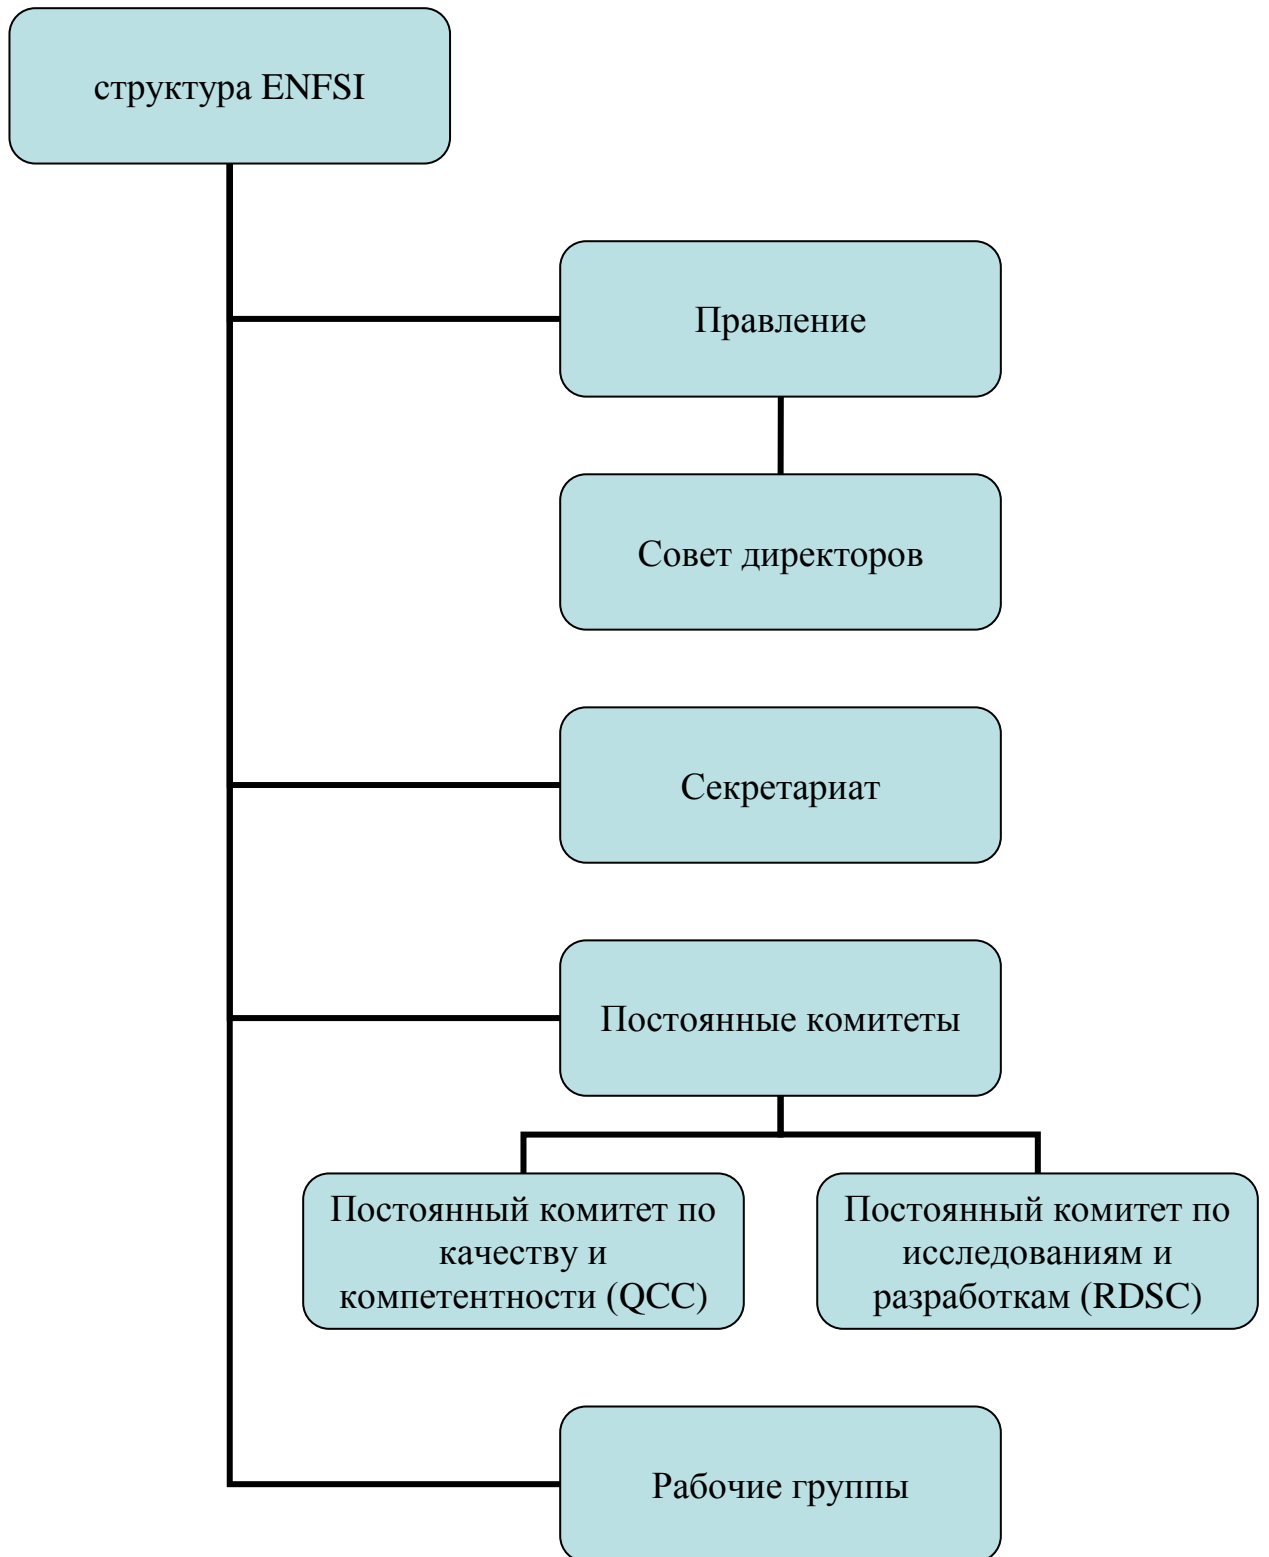 структура ENFSI
Правление
Совет директоров
Секретариат
Постоянные комитеты
Постоянный комитет по
качеству и
компетентности (QCC)
Постоянный комитет по
исследованиям и
разработкам (RDSC)
Рабочие группы